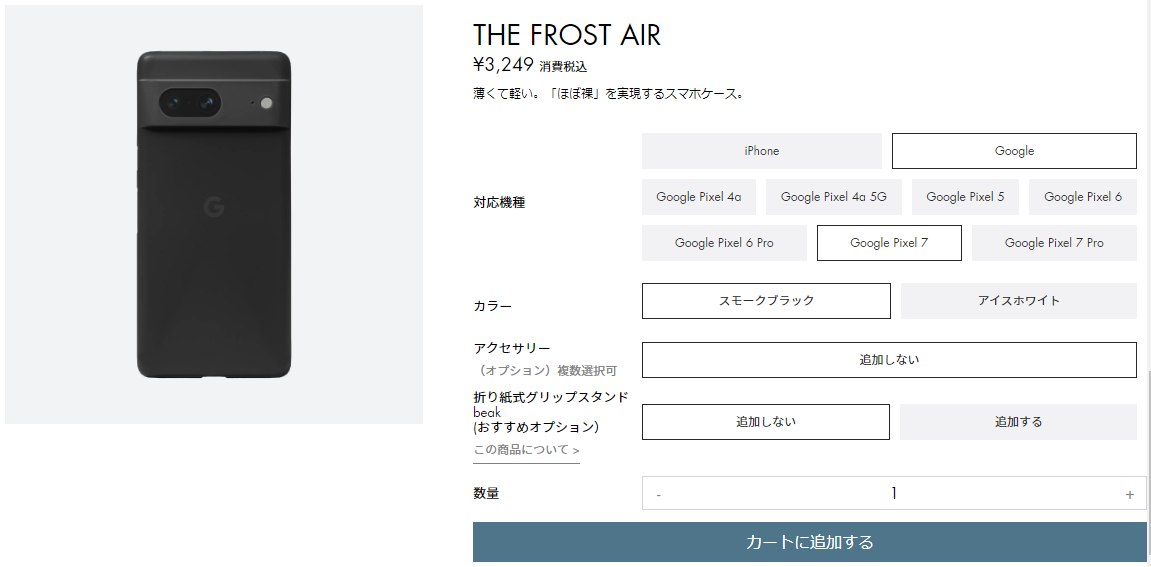 THE FROST AIR
¥3,249 消費税込
薄くて軽い。「ほぼ裸」を実現するスマホケース。
対応機種
iPhone
Google
Google Pixel 4a
Google Pixel 4a 5G
Google Pixel 5
Google Pixel 6
Google Pixel 6 Pro
Google Pixel 7
Google Pixel 7 Pro
カラー
スモークブラック
アイスホワイト
アクセサリー
（オプション）複数選択可
追加しない
折り紙式グリップスタンド
beak
(おすすめオプション）
この商品について >
追加しない
追加する
数量
-
1
+
カートに追加する
G